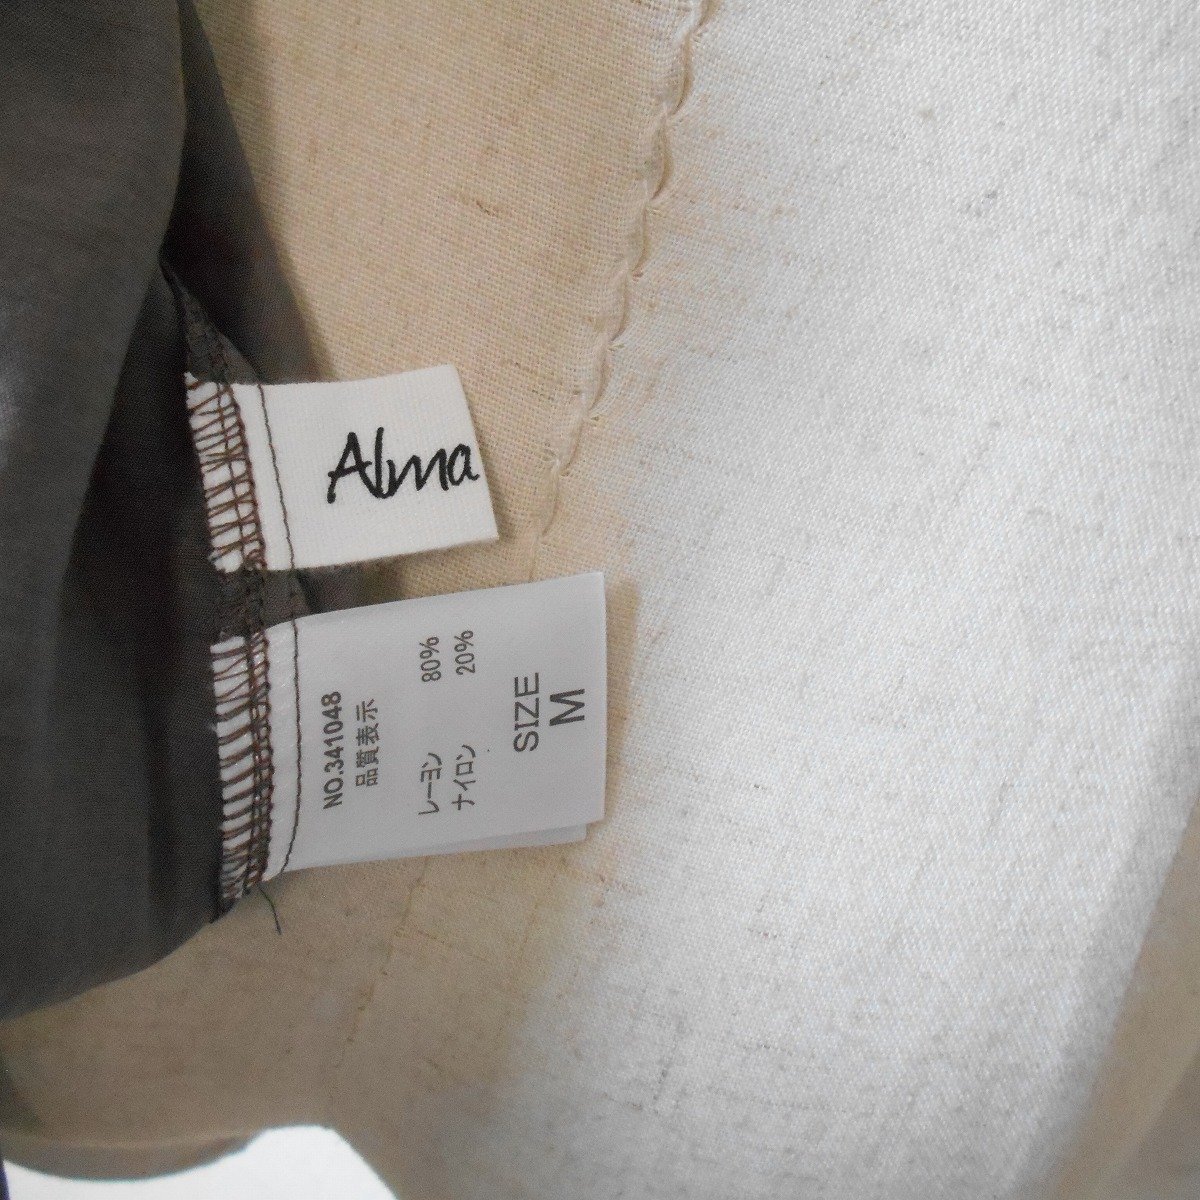 Alma
NO.341048
品質表示
レーヨン 80%
ナイロン 20%
SIZE
M